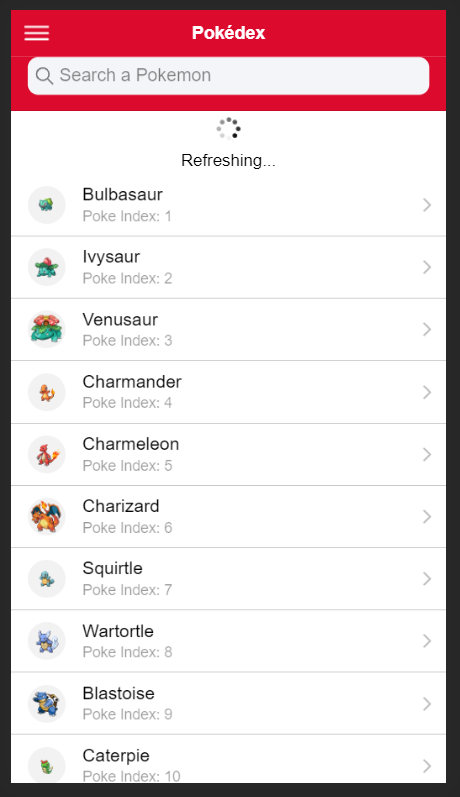 Pokédex
Search a Pokemon
Refreshing...
Bulbasaur
Poke Index: 1
Ivysaur
Poke Index: 2
Venusaur
Poke Index: 3
Charmander
Poke Index: 4
Charmeleon
Poke Index: 5
Charizard
Poke Index: 6
Squirtle
Poke Index: 7
Wartortle
Poke Index: 8
Blastoise
Poke Index: 9
Caterpie
Poke Index: 10